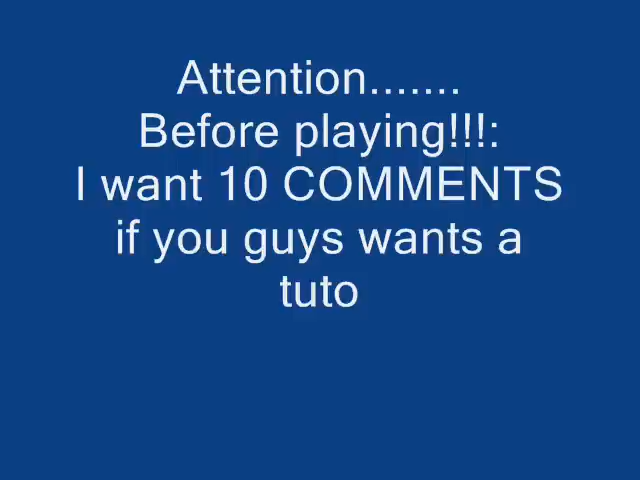 Attention.......
Before playing!!!:
I want 10 COMMENTS
if you guys wants a
tuto